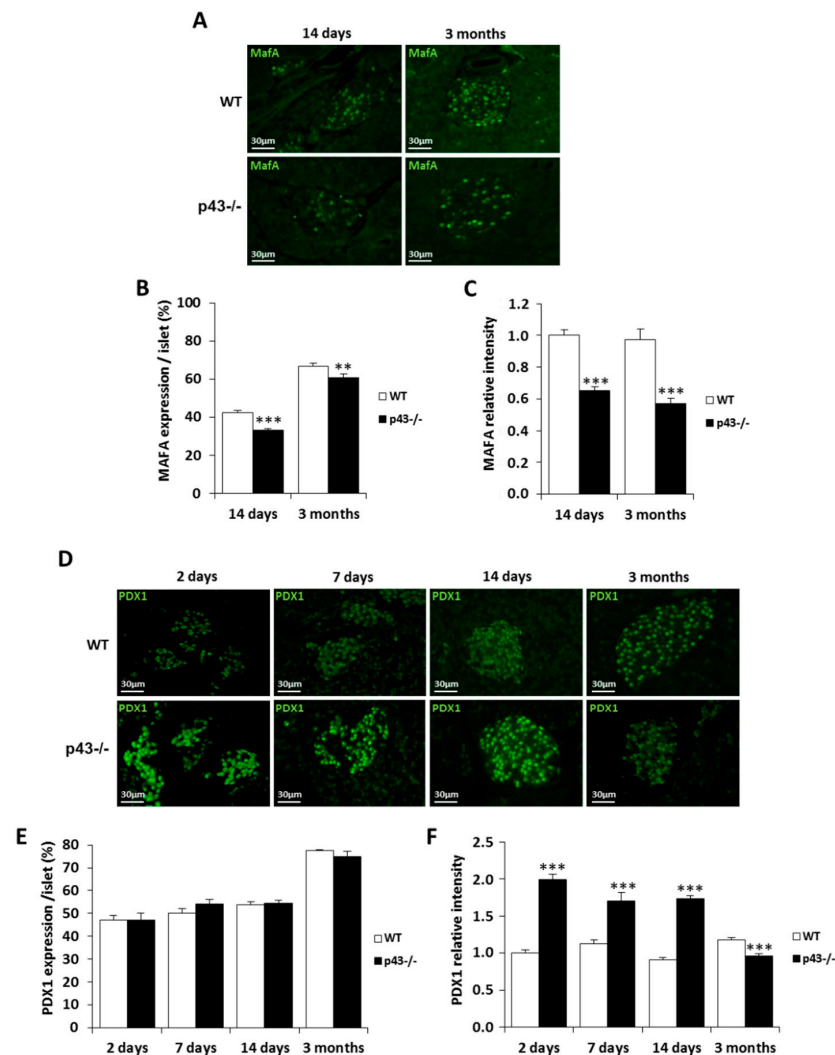 A
14 days 3 months
WT
MafA MafA
30µm 30µm
p43-/-
MafA MafA
30µm 30µm
B
MAFA expression / islet (%)
100
80
60
40
20
0
***
**
14 days 3 months
WT
p43-/-
C
MAFA relative intensity
1.2
1.0
0.8
0.6
0.4
0.2
0.0
***
***
14 days 3 months
WT
p43-/-
D
2 days 7 days 14 days 3 months
WT
PDX1 PDX1 PDX1 PDX1
30µm 30µm 30µm 30µm
p43-/-
PDX1 PDX1 PDX1 PDX1
30µm 30µm 30µm 30µm
E
PDX1 expression /islet (%)
80
70
60
50
40
30
20
10
0
2 days 7 days 14 days 3 months
WT
p43-/-
F
PDX1 relative intensity
2.5
2.0
1.5
1.0
0.5
0.0
***
***
***
***
2 days 7 days 14 days 3 months
WT
p43-/-